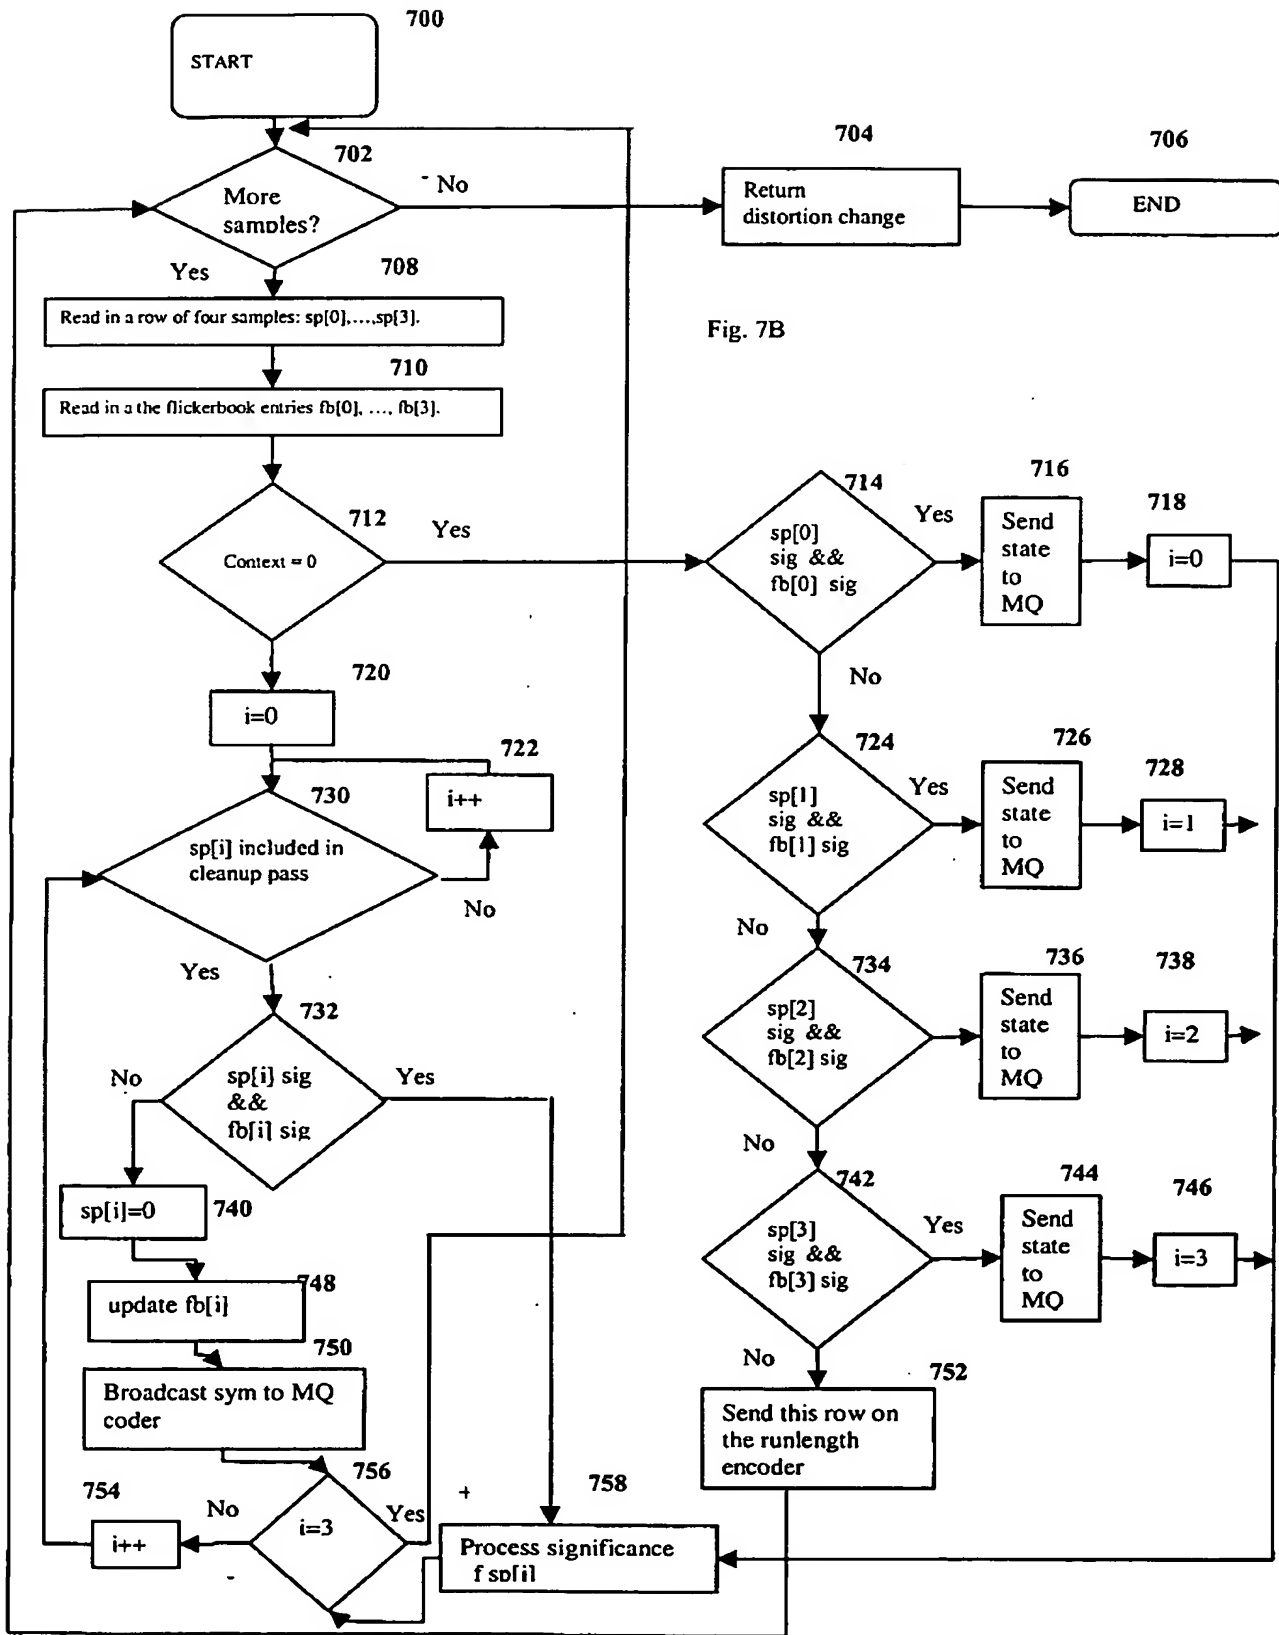 700
START
702
More
samples?
No
704
Return
distortion change
706
END
Yes
708
Read in a row of four samples: sp[0],...,sp[3].
Fig. 7B
710
Read in a the flickerbook entries fb[0], ..., fb[3].
712
Context = 0
Yes
714
sp[0]
sig &&
fb[0] sig
Yes
716
Send
state
to
MQ
718
i=0
No
720
i=0
722
i++
730
sp[i] included in
cleanup pass
No
Yes
724
sp[1]
sig &&
fb[1] sig
Yes
726
Send
state
to
MQ
728
i=1
No
734
sp[2]
sig &&
fb[2] sig
736
Send
state
to
MQ
738
i=2
No
732
sp[i] sig
&&
fb[i] sig
No
Yes
740
sp[i]=0
742
sp[3]
sig &&
fb[3] sig
Yes
744
Send
state
to
MQ
746
i=3
No
748
update fb[i]
750
Broadcast sym to MQ
coder
752
Send this row on
the runlength
encoder
754
i++
No
756
i=3
Yes
758
Process significance
f sp[i]